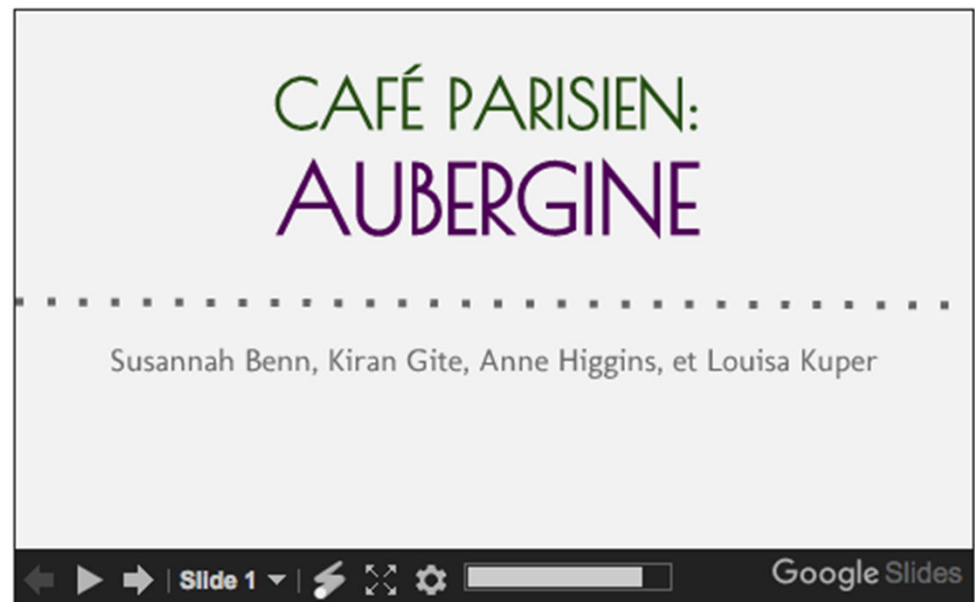 CAFÉ PARISIEN:
AUBERGINE
Susannah Benn, Kiran Gite, Anne Higgins, et Louisa Kuper
Slide 1
Google Slides